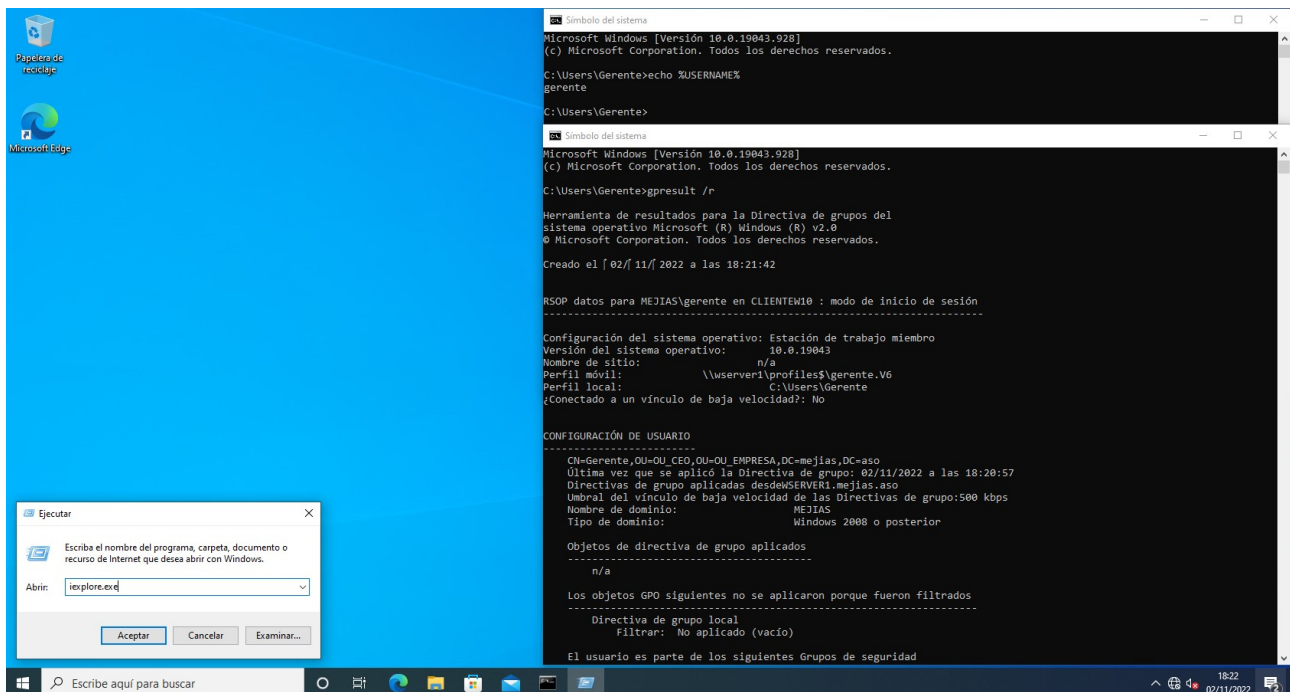 Papelera de
reciclaje
Microsoft Edge
Símbolo del sistema
Microsoft Windows [Versión 10.0.19043.928]
(c) Microsoft Corporation. Todos los derechos reservados.
C:\Users\Gerente>echo %USERNAME%
gerente
C:\Users\Gerente>
Símbolo del sistema
Microsoft Windows [Versión 10.0.19043.928]
(c) Microsoft Corporation. Todos los derechos reservados.
C:\Users\Gerente>gpresult /r
Herramienta de resultados para la Directiva de grupos del
sistema operativo Microsoft (R) Windows (R) v2.0
© Microsoft Corporation. Todos los derechos reservados.
Creado el ⌈02/⌈11/⌈2022 a las 18:21:42
RSOP datos para MEJIAS\gerente en CLIENTEW10 : modo de inicio de sesión
-----------------------------------------------------------------------
Configuración del sistema operativo: Estación de trabajo miembro
Versión del sistema operativo: 10.0.19043
Nombre de sitio: n/a
Perfil móvil: \\wserver1\profiles$\gerente.V6
Perfil local: C:\Users\Gerente
¿Conectado a un vínculo de baja velocidad?: No
CONFIGURACIÓN DE USUARIO
-------------------------
CN=Gerente,OU=OU_CEO,OU=OU_EMPRESA,DC=mejias,DC=aso
Última vez que se aplicó la Directiva de grupo: 02/11/2022 a las 18:20:57
Directivas de grupo aplicadas desdeWSERVER1.mejias.aso
Umbral del vínculo de baja velocidad de las Directivas de grupo:500 kbps
Nombre de dominio: MEJIAS
Tipo de dominio: Windows 2008 o posterior
Objetos de directiva de grupo aplicados
----------------------------------------
n/a
Los objetos GPO siguientes no se aplicaron porque fueron filtrados
-------------------------------------------------------------------
Directiva de grupo local
Filtrar: No aplicado (vacío)
El usuario es parte de los siguientes Grupos de seguridad
Ejecutar
Escriba el nombre del programa, carpeta, documento o
recurso de Internet que desea abrir con Windows.
Abrir: iexplore.exe
Aceptar Cancelar Examinar...
Escribe aquí para buscar
18:22
02/11/2022
2